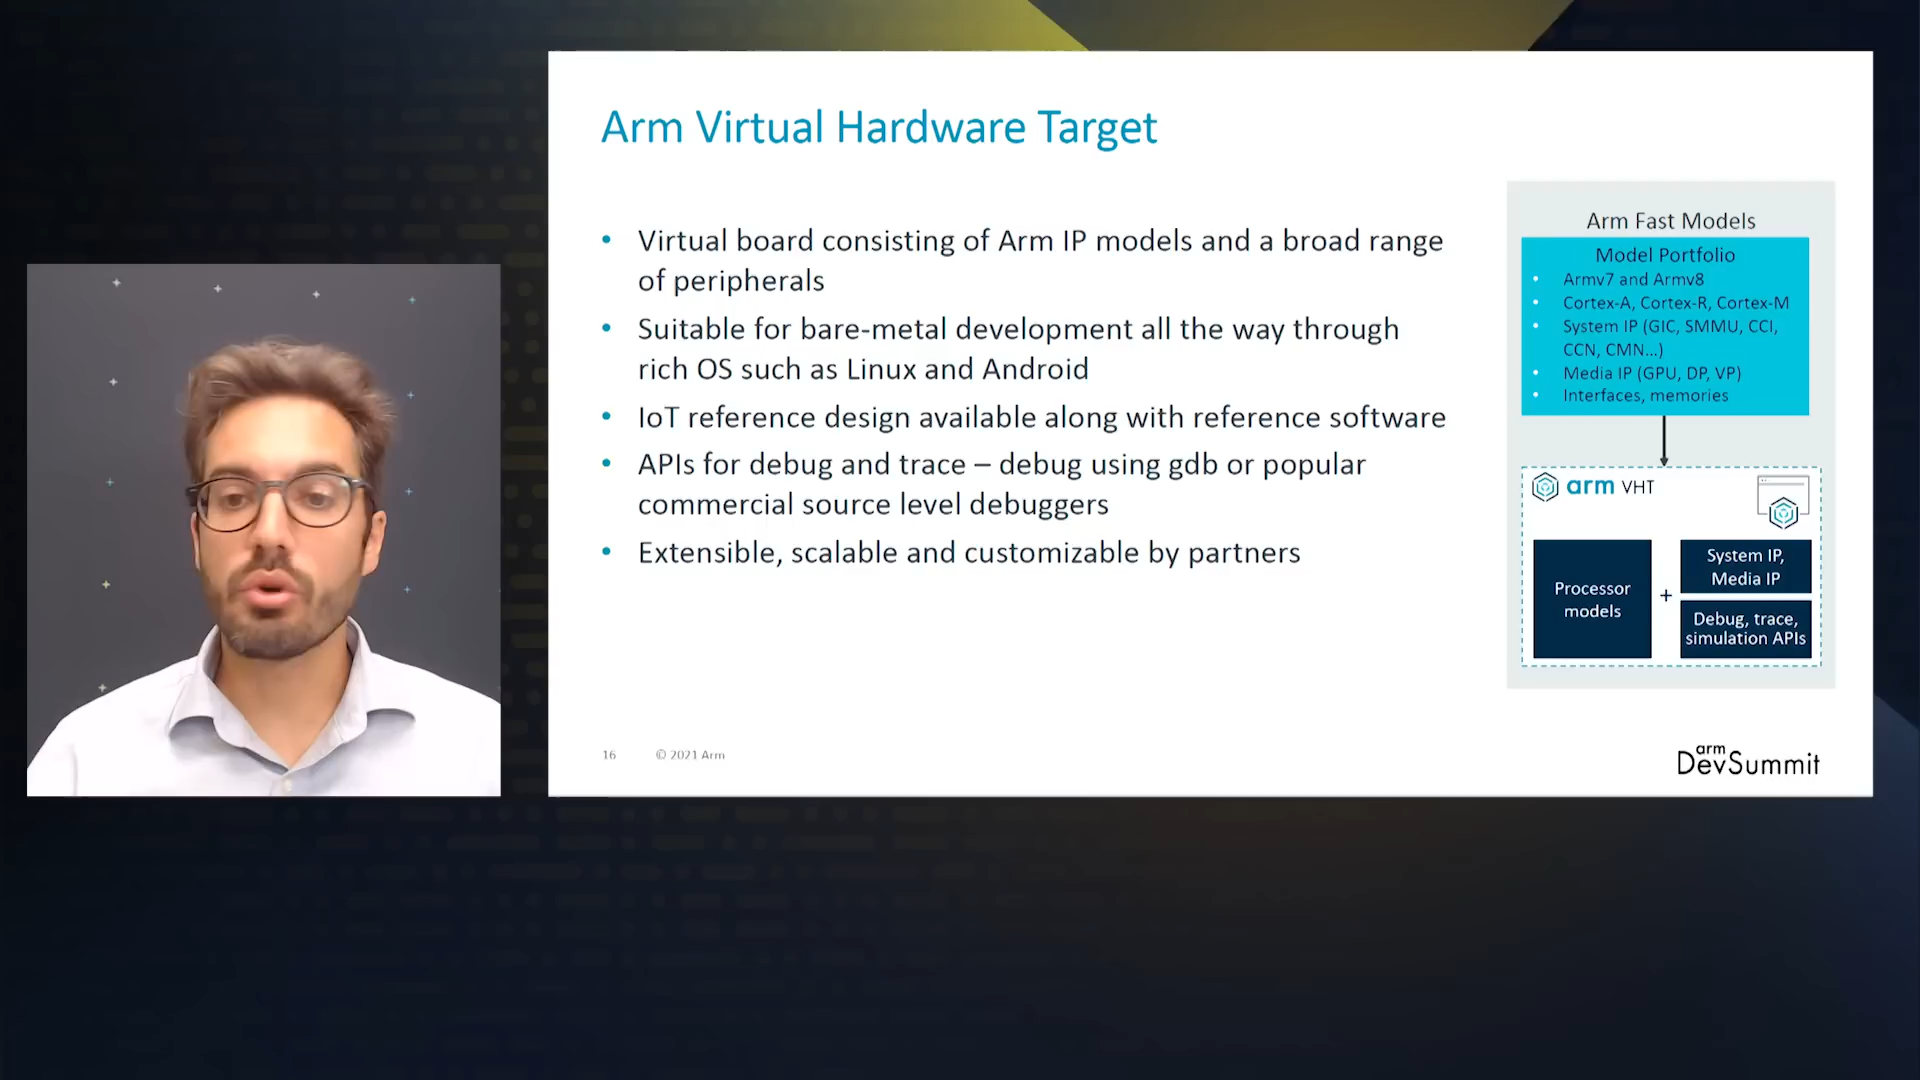 Arm Virtual Hardware Target
• Virtual board consisting of Arm IP models and a broad range
of peripherals
• Suitable for bare-metal development all the way through
rich OS such as Linux and Android
• IoT reference design available along with reference software
• APIs for debug and trace – debug using gdb or popular
commercial source level debuggers
• Extensible, scalable and customizable by partners
Arm Fast Models
Model Portfolio
• Armv7 and Armv8
• Cortex-A, Cortex-R, Cortex-M
• System IP (GIC, SMMU, CCI,
CCN, CMN...)
• Media IP (GPU, DP, VP)
• Interfaces, memories
arm VHT
Processor
models
+
System IP,
Media IP
Debug, trace,
simulation APIs
16 © 2021 Arm
arm
DevSummit